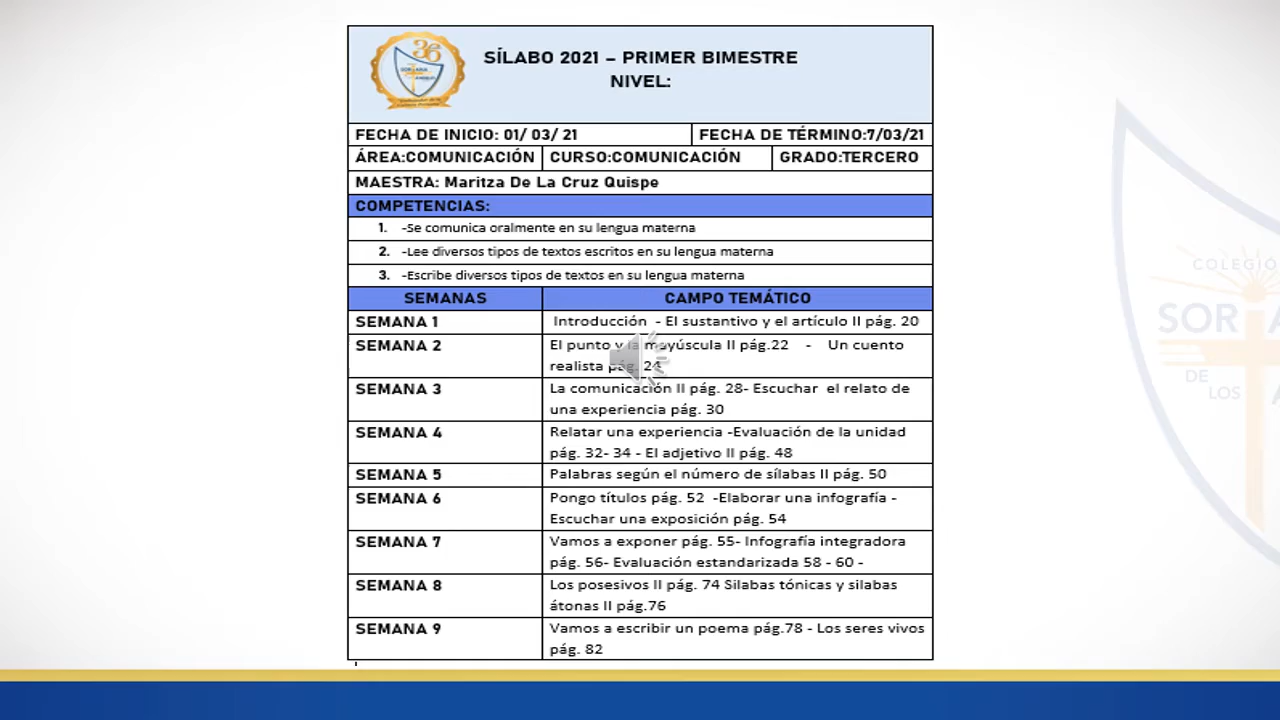 36
SÍLABO 2021 – PRIMER BIMESTRE
NIVEL:
FECHA DE INICIO: 01/ 03/ 21 FECHA DE TÉRMINO:7/03/21
ÁREA:COMUNICACIÓN CURSO:COMUNICACIÓN GRADO:TERCERO
MAESTRA: Maritza De La Cruz Quispe
COMPETENCIAS:
1. -Se comunica oralmente en su lengua materna
2. -Lee diversos tipos de textos escritos en su lengua materna
3. -Escribe diversos tipos de textos en su lengua materna
SEMANAS CAMPO TEMÁTICO
SEMANA 1 Introducción - El sustantivo y el artículo II pág. 20
SEMANA 2 El punto y la mayúscula II pág.22 - Un cuento
realista pág. 24
SEMANA 3 La comunicación II pág. 28- Escuchar el relato de
una experiencia pág. 30
SEMANA 4 Relatar una experiencia -Evaluación de la unidad
pág. 32- 34 - El adjetivo II pág. 48
SEMANA 5 Palabras según el número de sílabas II pág. 50
SEMANA 6 Pongo títulos pág. 52 -Elaborar una infografía -
Escuchar una exposición pág. 54
SEMANA 7 Vamos a exponer pág. 55- Infografía integradora
pág. 56- Evaluación estandarizada 58 - 60 -
SEMANA 8 Los posesivos II pág. 74 Silabas tónicas y silabas
átonas II pág.76
SEMANA 9 Vamos a escribir un poema pág.78 - Los seres vivos
pág. 82
COLEGIO
SOR
DE
LOS